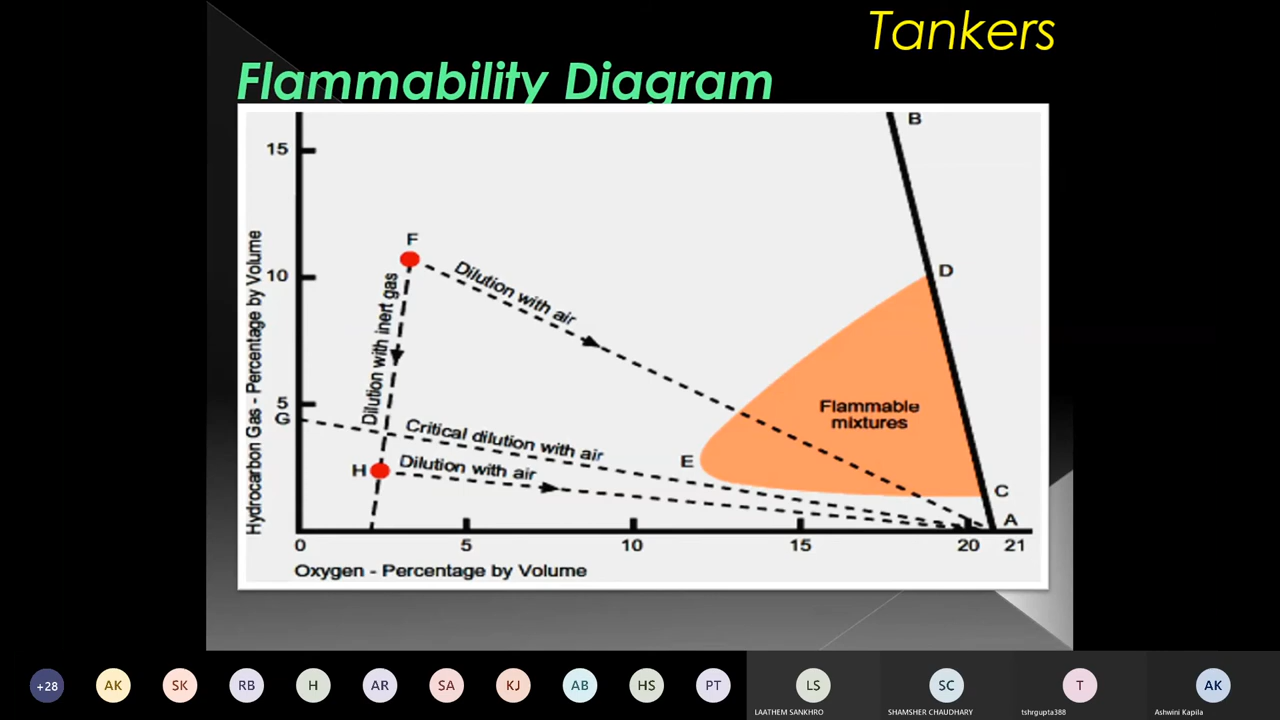 Tankers
Flammability Diagram
B
15
F
Hydrocarbon Gas - Percentage by Volume
10
D
Dilution with air
Dilution with inert gas
5
G
Flammable
mixtures
Critical dilution with air
E
H
Dilution with air
C
A
0
5
10
15
20
21
Oxygen - Percentage by Volume
+28
AK
SK
RB
H
AR
SA
KJ
AB
HS
PT
LS
SC
T
AK
LAATHEM SANKHRO
SHAMSHER CHAUDHARY
tshrgupta388
Ashwini Kapila